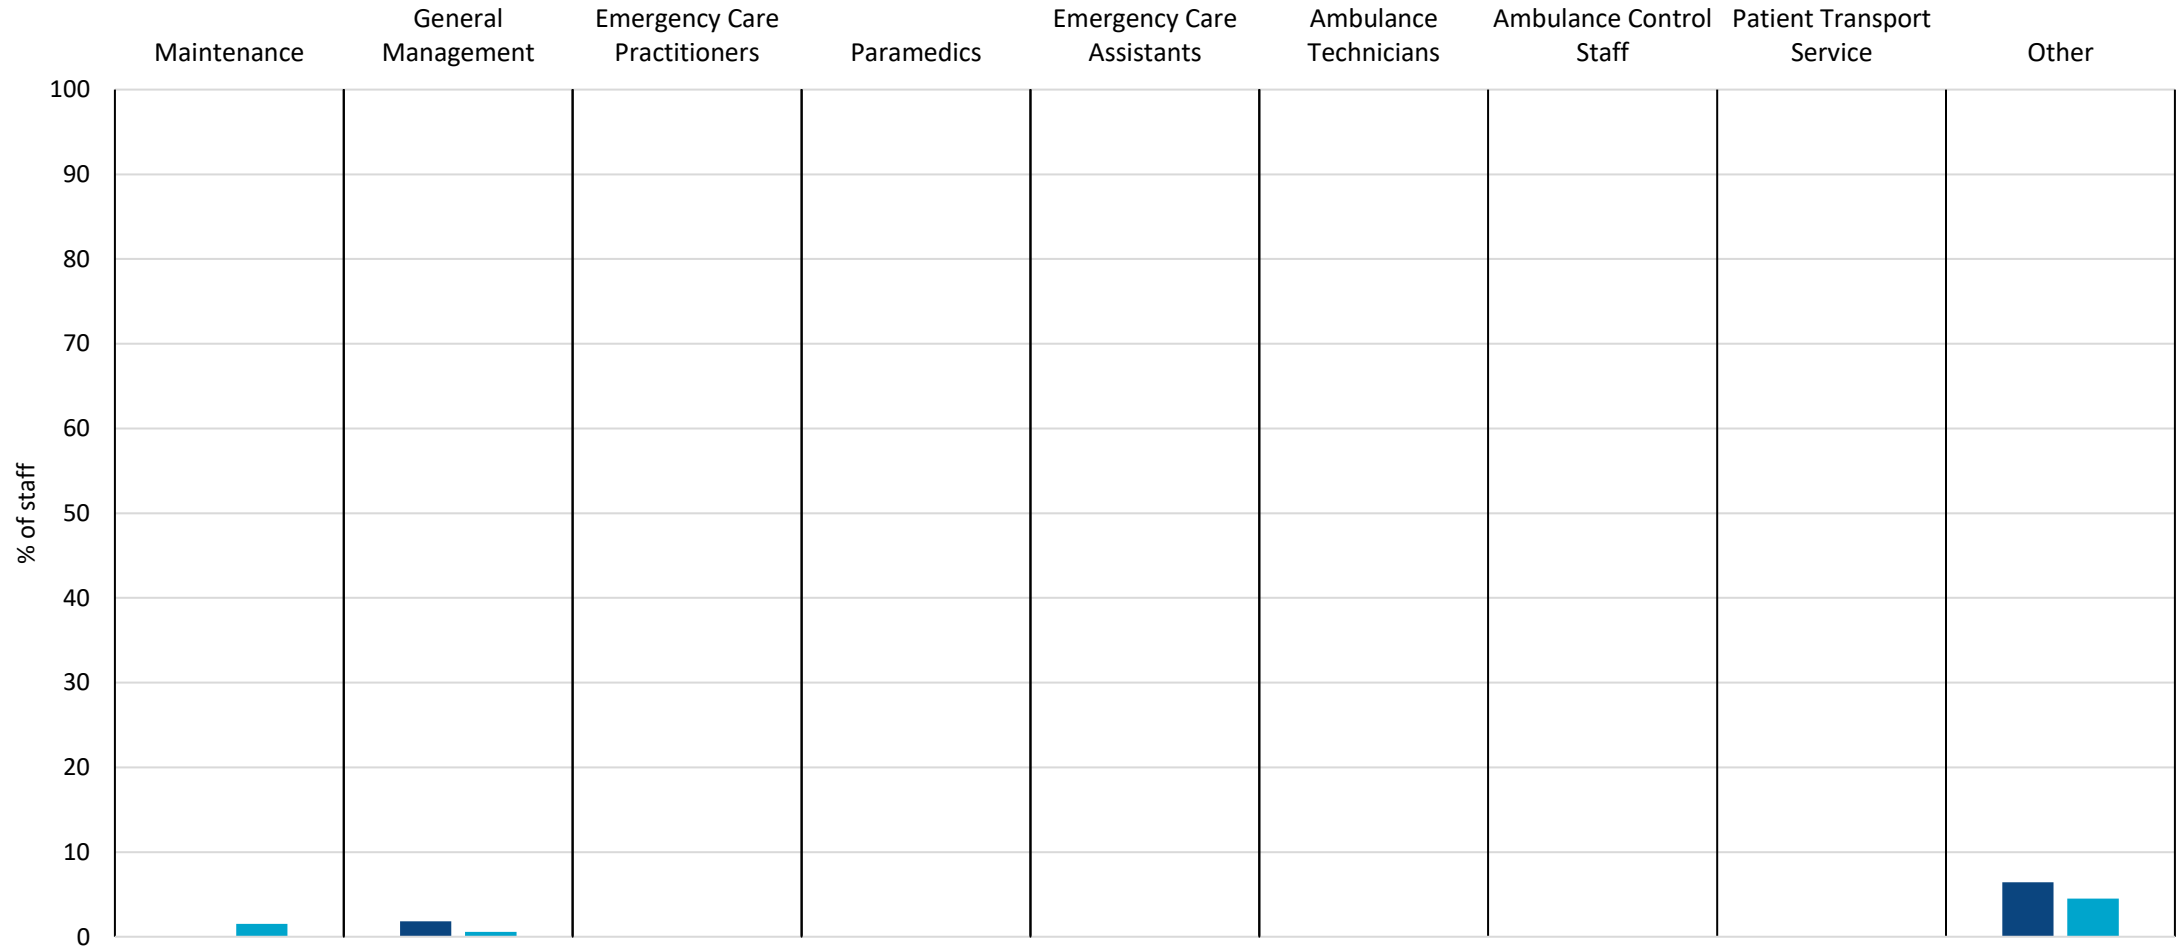 General
Emergency Care
Emergency Care
Ambulance
Ambulance Control
Patient Transport
Maintenance
Management
Practitioners
Paramedics
Assistants
Technicians
Staff
Service
Other
100
90
80
70
60
50
40
30
20
10
0
% of staff